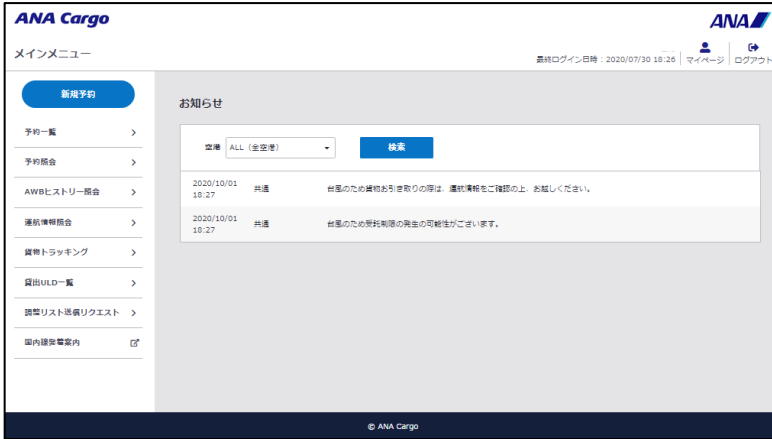 ANA Cargo
ANA
メインメニュー
最終ログイン日時：2020/07/30 18:26
マイページ
ログアウト
新規予約
お知らせ
予約一覧
予約照会
AWBヒストリー照会
運航情報照会
貨物トラッキング
貸出ULD一覧
調整リスト送信リクエスト
国内線発着案内
空港 ALL（全空港）
検索
2020/10/01
18:27
共通
台風のため貨物お引き取りの際は、運航情報をご確認の上、お越しください。
2020/10/01
18:27
共通
台風のため受託制限の発生の可能性がございます。
© ANA Cargo